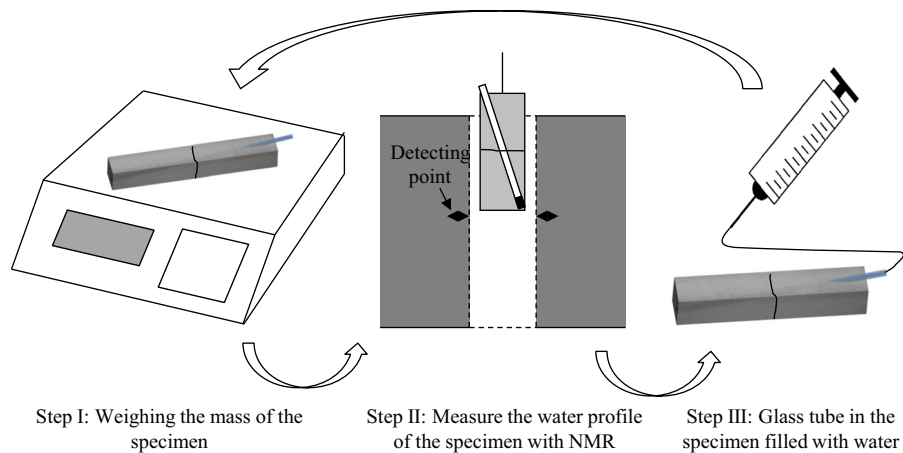 Detecting
point
Step I: Weighing the mass of the
specimen
Step II: Measure the water profile
of the specimen with NMR
Step III: Glass tube in the
specimen filled with water